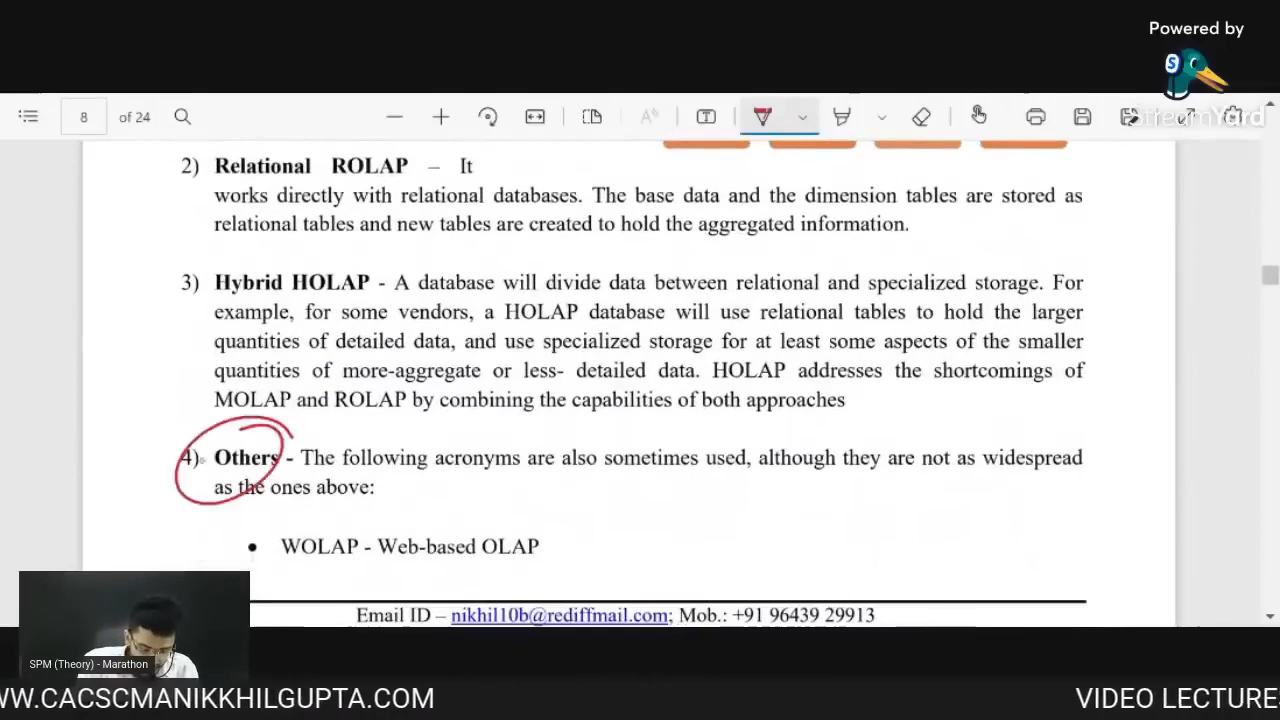 Powered by
StreamYard
8 of 24
2) Relational ROLAP – It
works directly with relational databases. The base data and the dimension tables are stored as
relational tables and new tables are created to hold the aggregated information.
3) Hybrid HOLAP - A database will divide data between relational and specialized storage. For
example, for some vendors, a HOLAP database will use relational tables to hold the larger
quantities of detailed data, and use specialized storage for at least some aspects of the smaller
quantities of more-aggregate or less- detailed data. HOLAP addresses the shortcomings of
MOLAP and ROLAP by combining the capabilities of both approaches
4) Others - The following acronyms are also sometimes used, although they are not as widespread
as the ones above:
• WOLAP - Web-based OLAP
Email ID – nikhil10b@rediffmail.com; Mob.: +91 96439 29913
SPM (Theory) - Marathon
WW.CACSCMANIKKHILGUPTA.COM VIDEO LECTURE